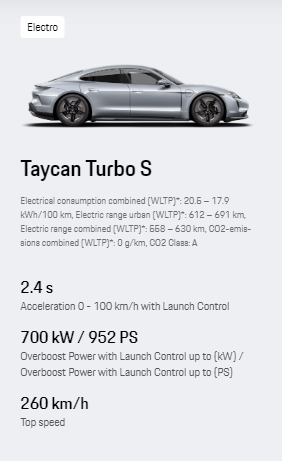 Electro
Taycan Turbo S
Electrical consumption combined (WLTP)*: 20.5 – 17.9
kWh/100 km, Electric range urban (WLTP)*: 612 – 691 km,
Electric range combined (WLTP)*: 558 – 630 km, CO2-emis-
sions combined (WLTP)*: 0 g/km, CO2 Class: A
2.4 s
Acceleration 0 - 100 km/h with Launch Control
700 kW / 952 PS
Overboost Power with Launch Control up to (kW) /
Overboost Power with Launch Control up to (PS)
260 km/h
Top speed